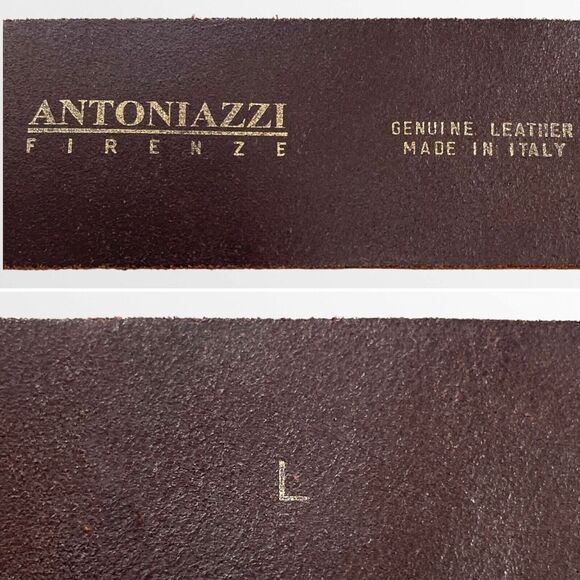 ANTONIAZZI
FIRENZE
GENUINE LEATHER
MADE IN ITALY
L